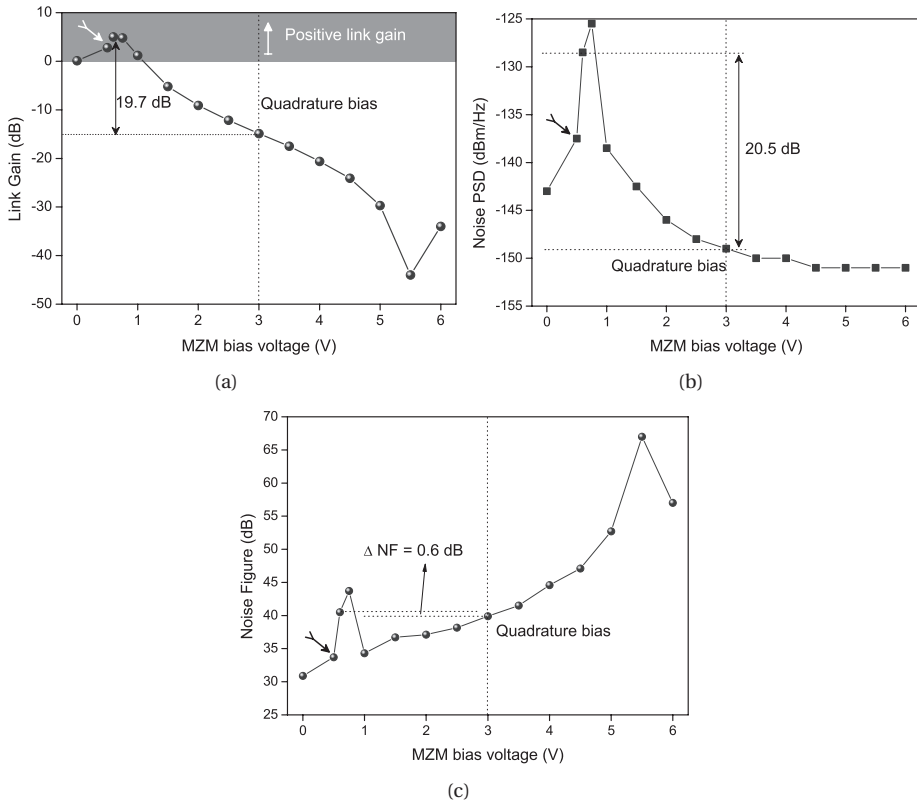 10
0
-10
-20
-30
-40
-50
Link Gain (dB)
Positive link gain
19.7 dB
Quadrature bias
0 1 2 3 4 5 6
MZM bias voltage (V)
(a)
-125
-130
-135
-140
-145
-150
-155
Noise PSD (dBm/Hz)
20.5 dB
Quadrature bias
0 1 2 3 4 5 6
MZM bias voltage (V)
(b)
70
65
60
55
50
45
40
35
30
25
Noise Figure (dB)
Δ NF = 0.6 dB
Quadrature bias
0 1 2 3 4 5 6
MZM bias voltage (V)
(c)